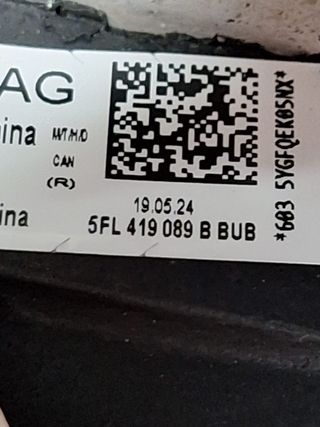 AG
ina M/T/H/D
CAN
(R)
19.05.24
ina 5FL 419 089 B BUB
*603 5YGFQEK05NX*